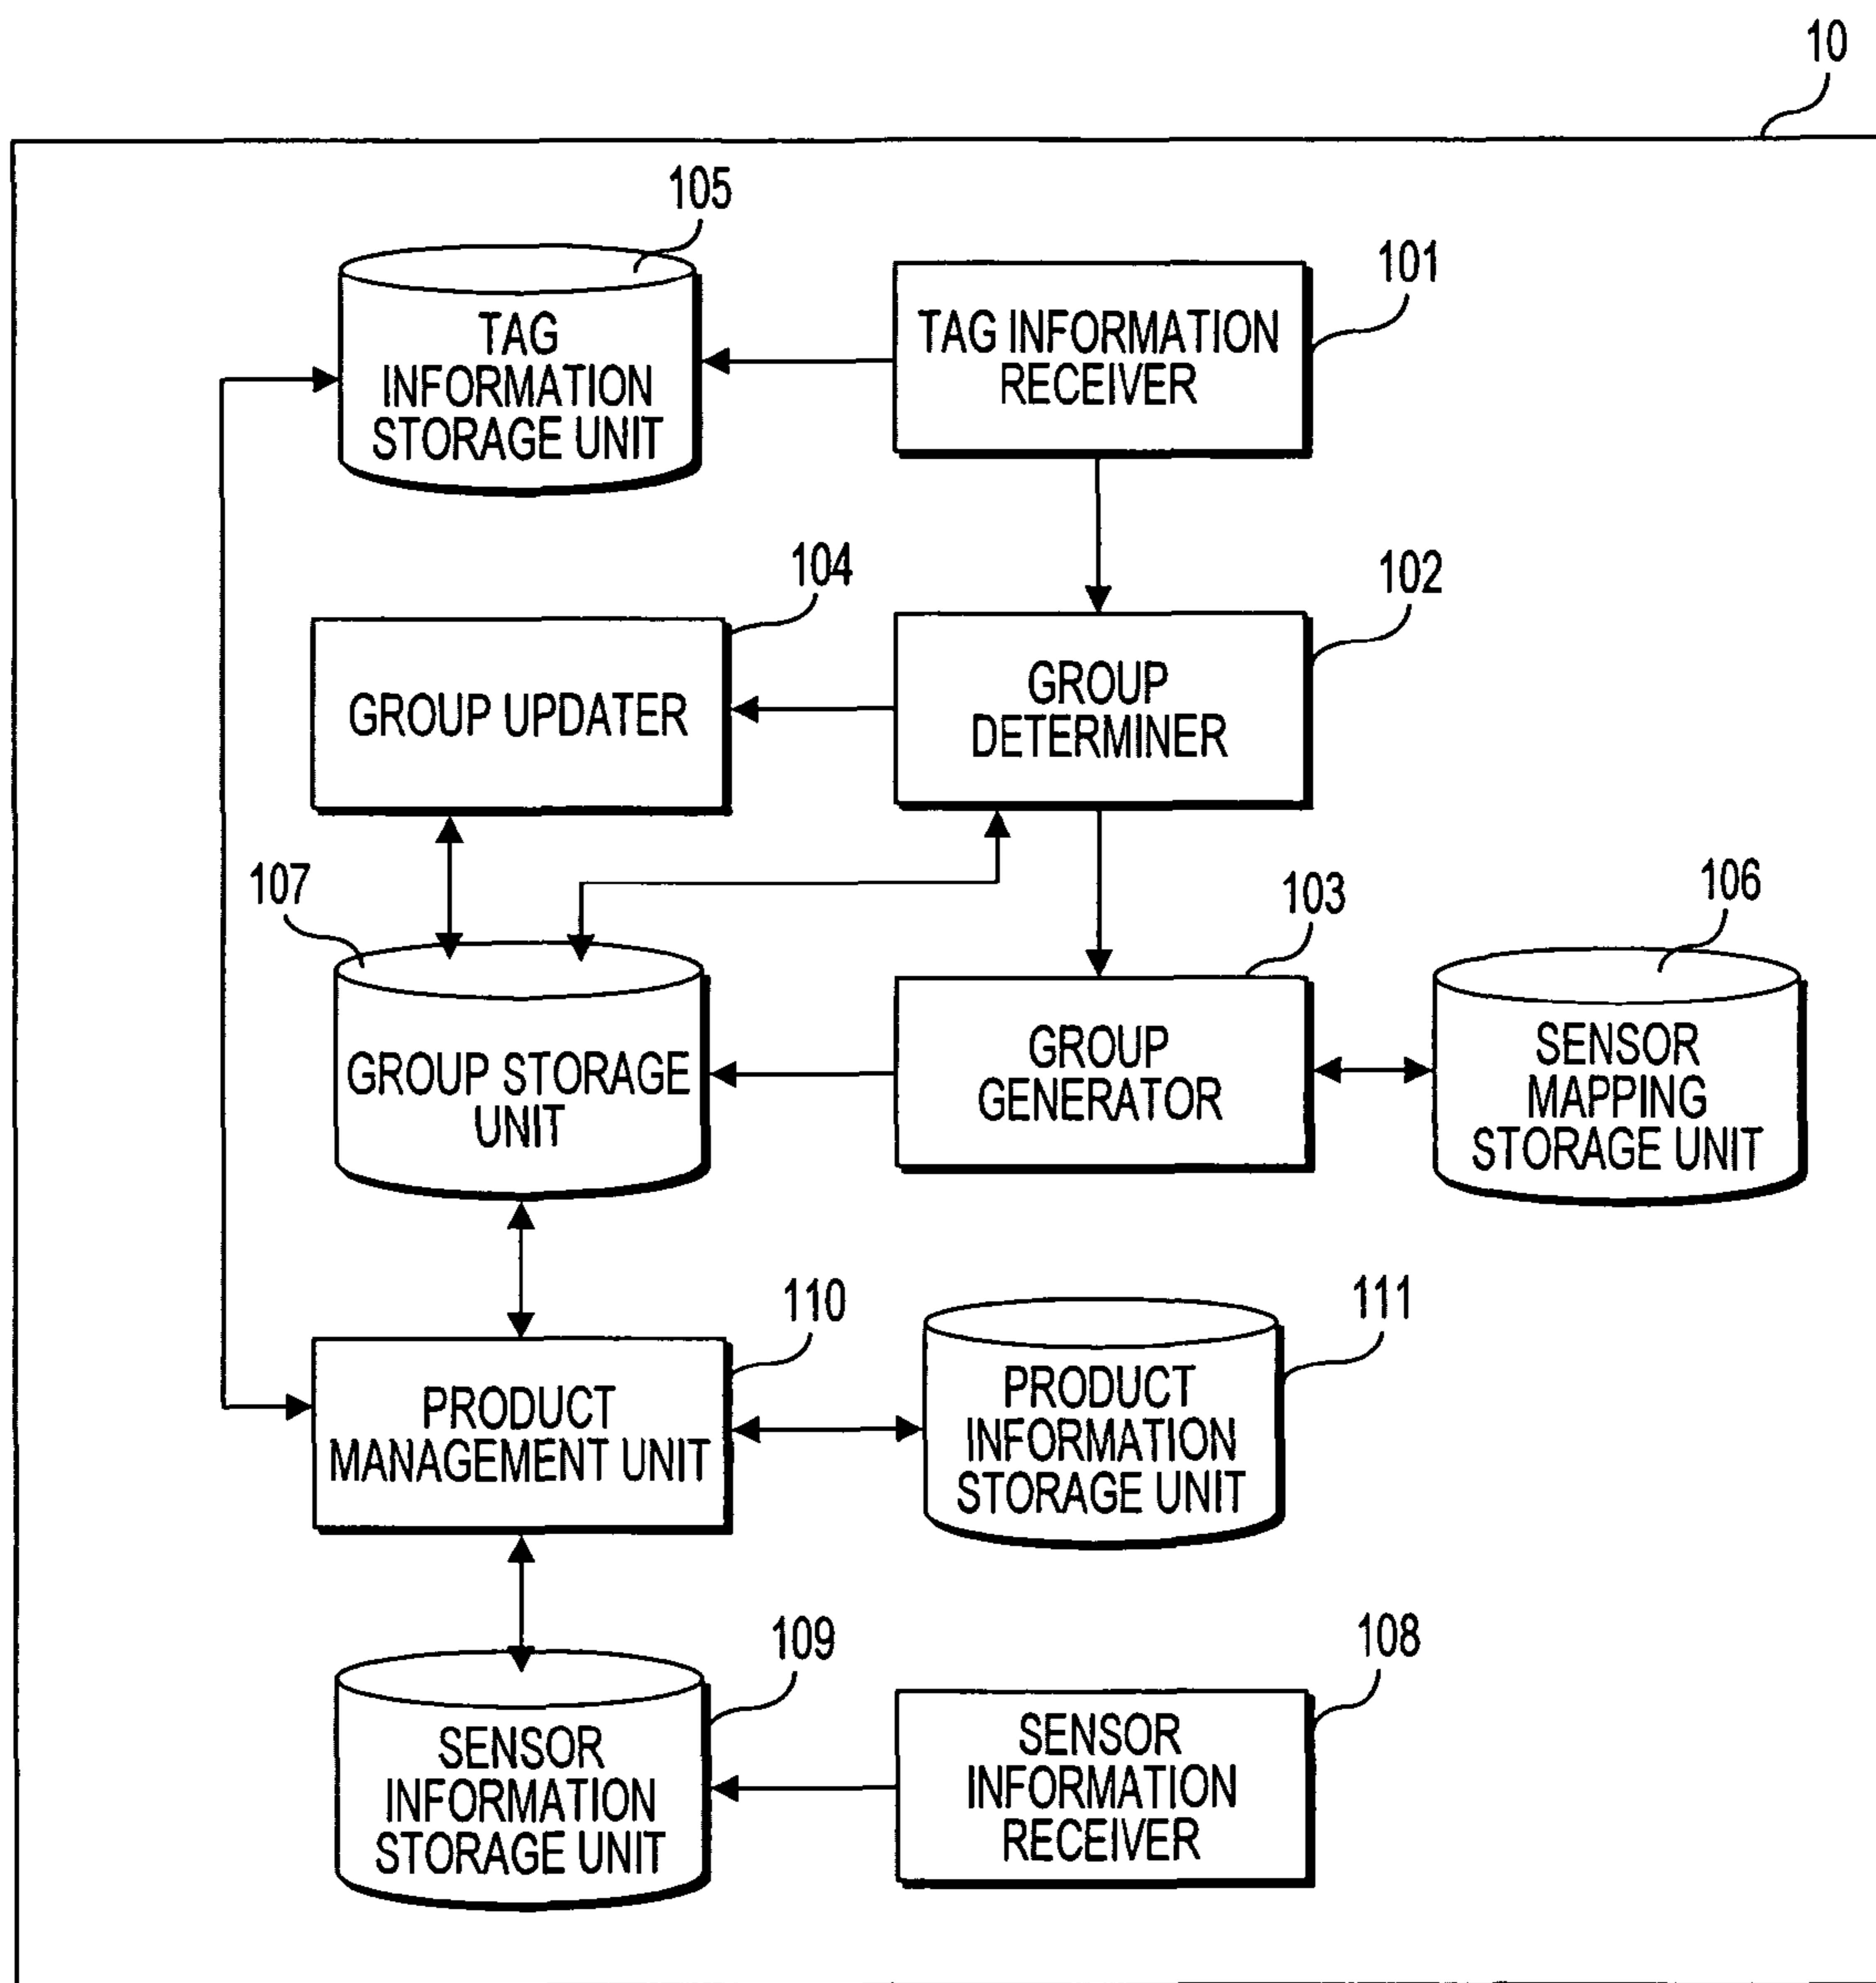 10
105
TAG
INFORMATION
STORAGE UNIT
101
TAG INFORMATION
RECEIVER
104
GROUP UPDATER
102
GROUP
DETERMINER
107
GROUP STORAGE
UNIT
103
GROUP
GENERATOR
106
SENSOR
MAPPING
STORAGE UNIT
110
PRODUCT
MANAGEMENT UNIT
111
PRODUCT
INFORMATION
STORAGE UNIT
109
SENSOR
INFORMATION
STORAGE UNIT
108
SENSOR
INFORMATION
RECEIVER